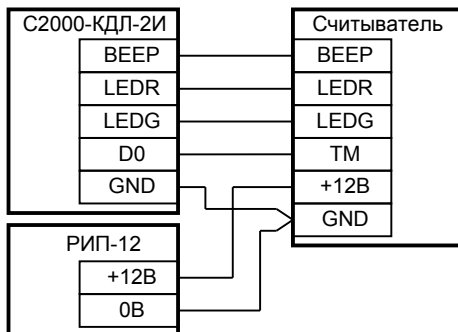 С2000-КДЛ-2И
BEEP
LEDR
LEDG
D0
GND
Считыватель
BEEP
LEDR
LEDG
TM
+12В
GND
РИП-12
+12В
0В